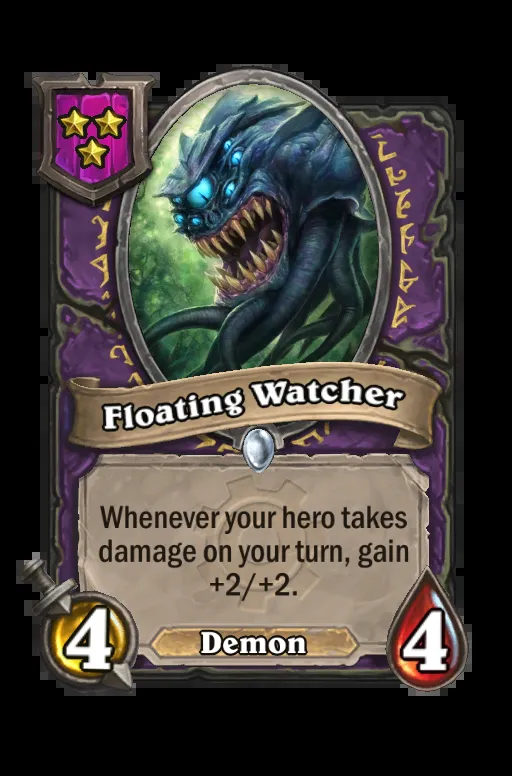 Floating Watcher
Whenever your hero takes
damage on your turn, gain
+2/+2.
4
Demon
4